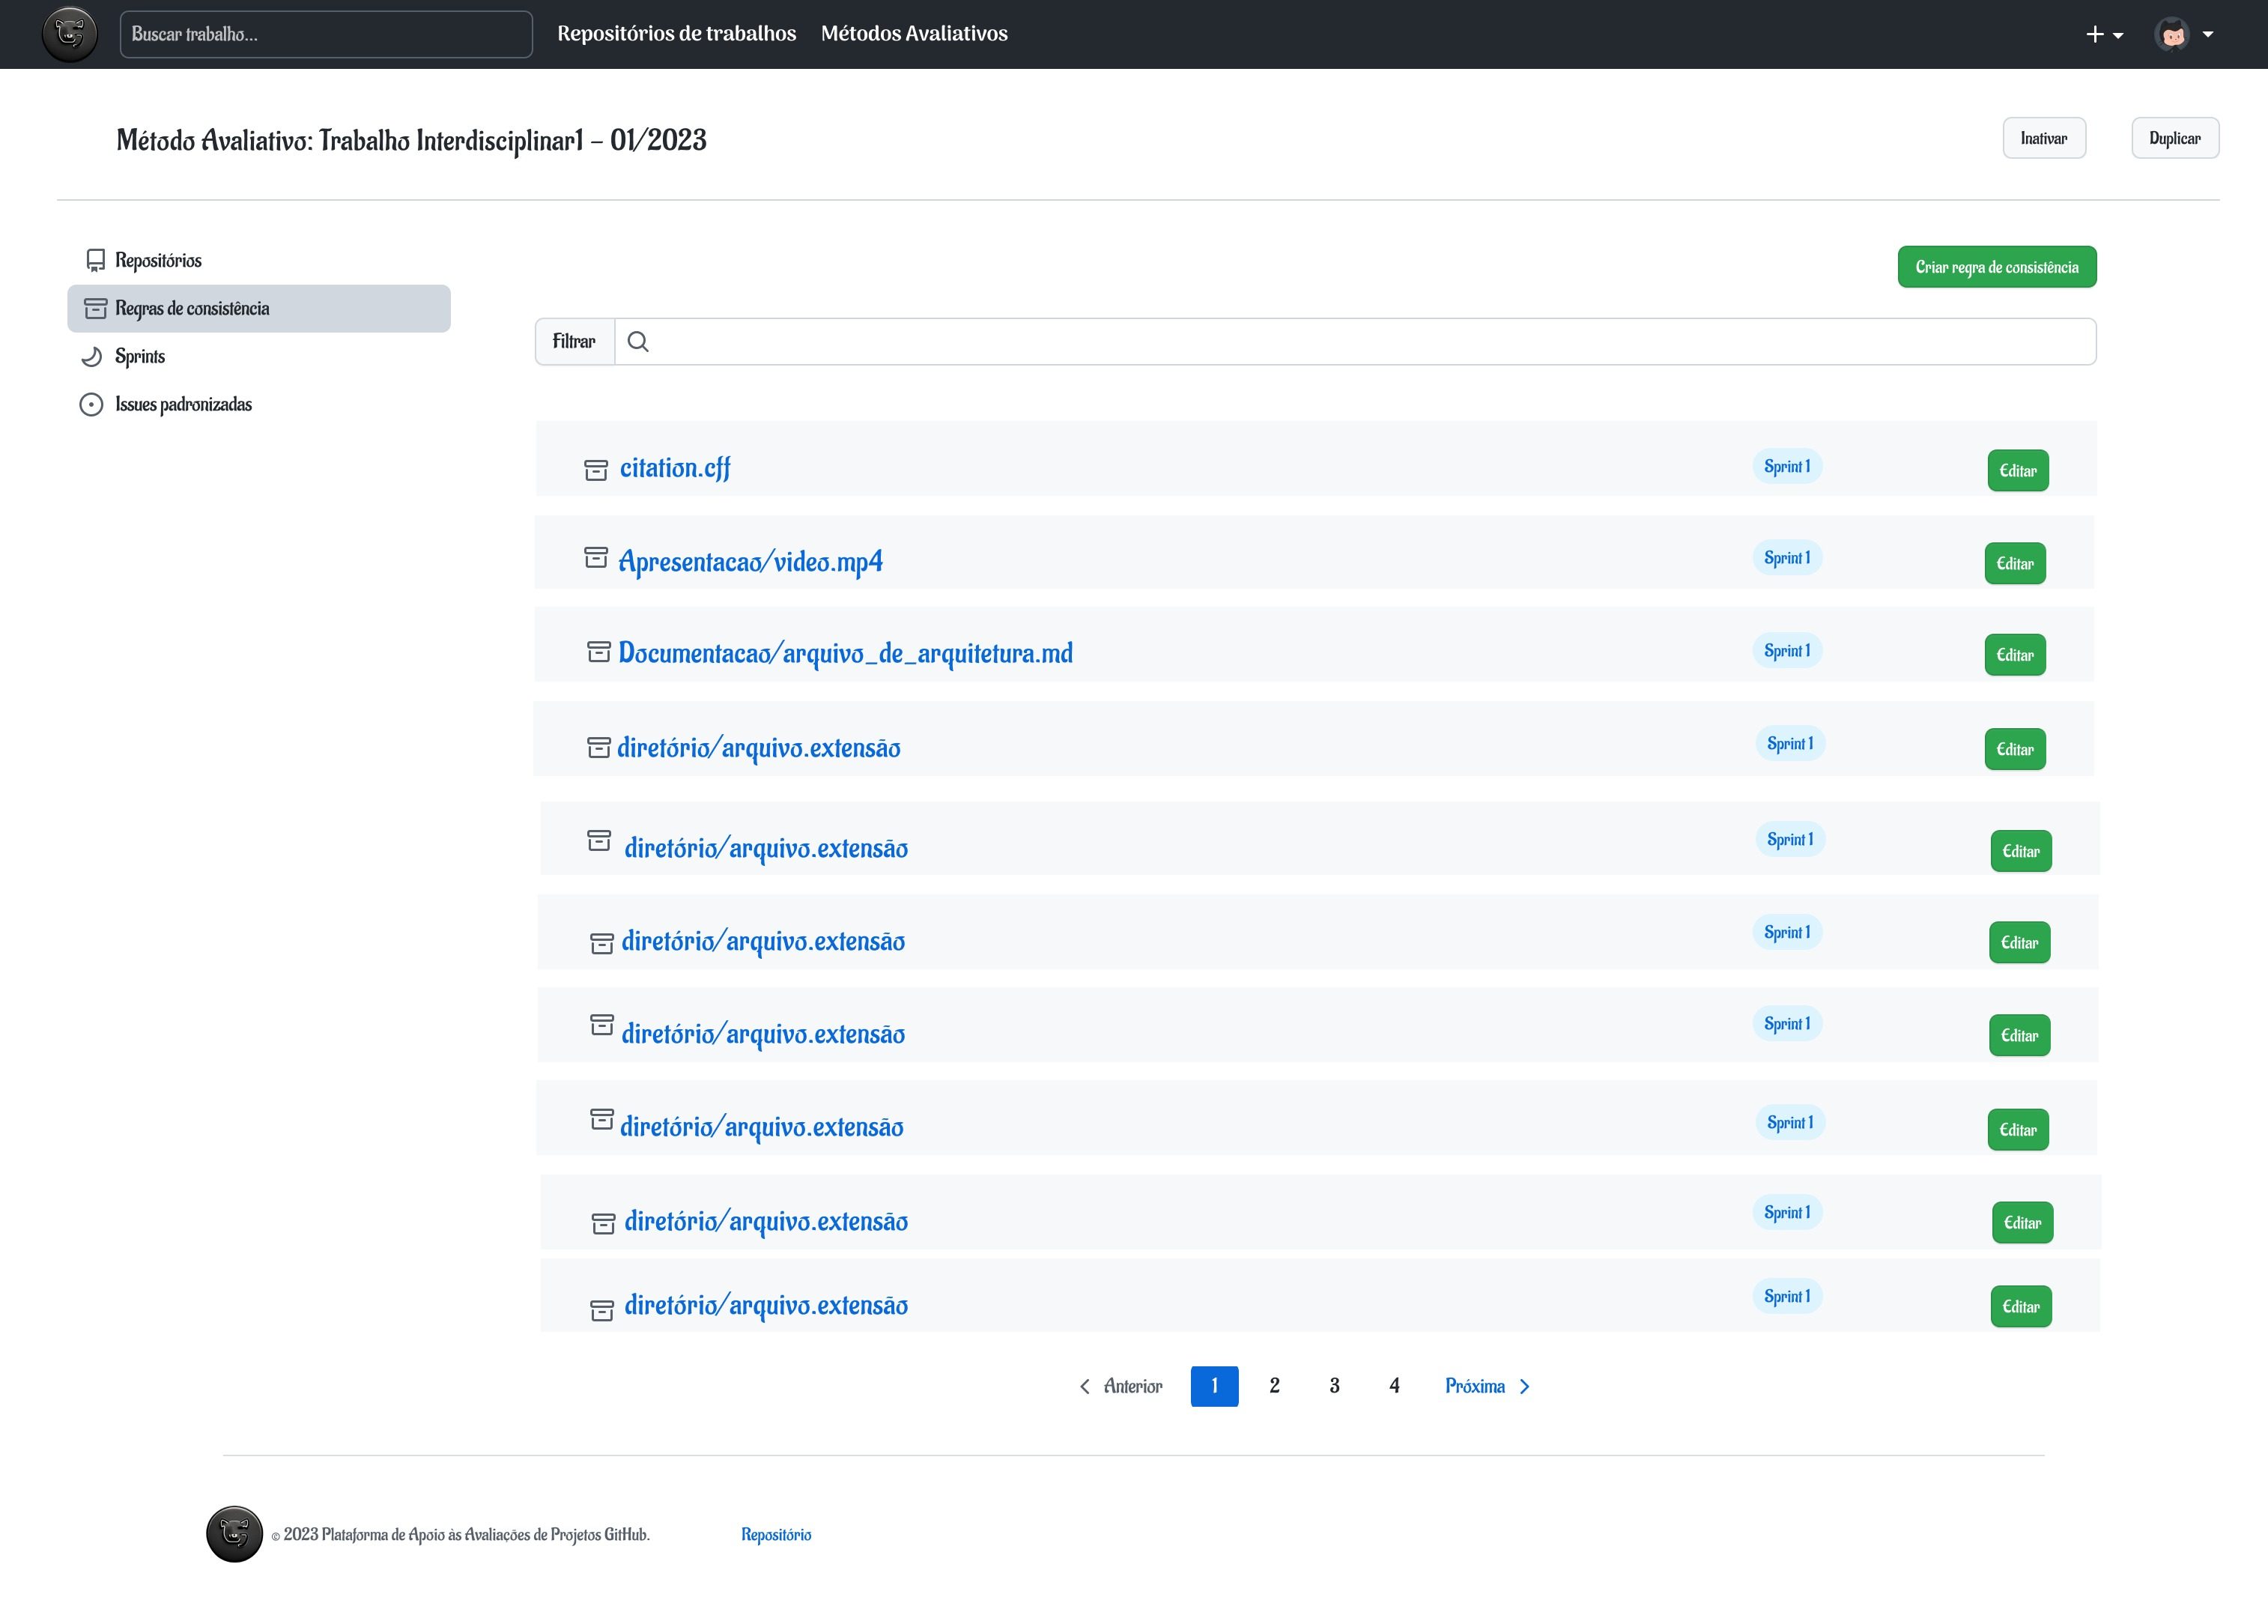 Buscar trabalho... Repositórios de trabalhos Métodos Avaliativos
Método Avaliativo: Trabalho Interdisciplinar1 – 01/2023 Inativar Duplicar
Repositórios
Regras de consistência
Sprints
Issues padronizadas
Criar regra de consistência
Filtrar
citation.cff Sprint 1 Editar
Apresentacao/video.mp4 Sprint 1 Editar
Documentacao/arquivo_de_arquitetura.md Sprint 1 Editar
diretório/arquivo.extensão Sprint 1 Editar
diretório/arquivo.extensão Sprint 1 Editar
diretório/arquivo.extensão Sprint 1 Editar
diretório/arquivo.extensão Sprint 1 Editar
diretório/arquivo.extensão Sprint 1 Editar
diretório/arquivo.extensão Sprint 1 Editar
diretório/arquivo.extensão Sprint 1 Editar
Anterior 1 2 3 4 Próxima
© 2023 Plataforma de Apoio às Avaliações de Projetos GitHub. Repositório